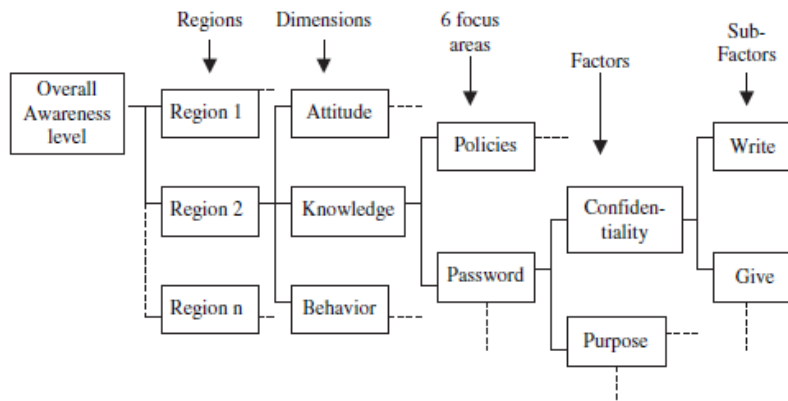 Regions
Dimensions
6 focus
areas
Factors
Sub-
Factors
Overall
Awareness
level
Region 1
Attitude
Policies
Write
Region 2
Knowledge
Confiden-
tiality
Password
Give
Region n
Behavior
Purpose